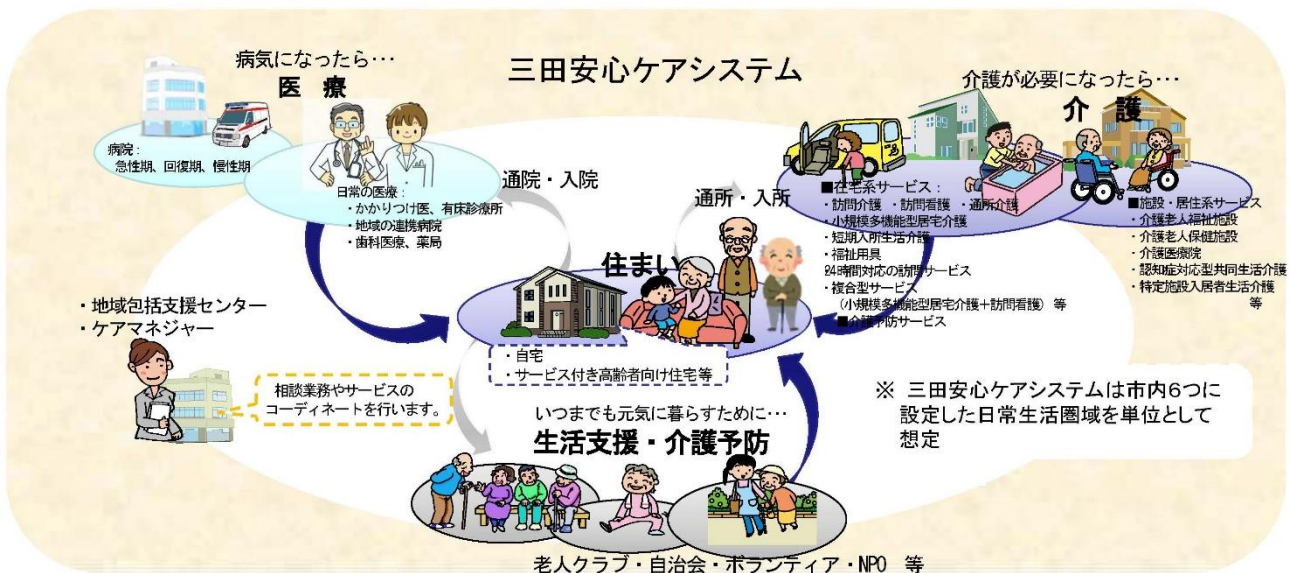 三田安心ケアシステム
病気になったら…
医 療
病院：
急性期、回復期、慢性期
日常の医療：
・かかりつけ医、有床診療所
・地域の連携病院
・歯科医療、薬局
通院・入院
通所・入所
介護が必要になったら…
介 護
■在宅系サービス：
・訪問介護 ・訪問看護 ・通所介護
・小規模多機能型居宅介護
・短期入所生活介護
・福祉用具
・24時間対応の訪問サービス
・複合型サービス
（小規模多機能型居宅介護＋訪問看護）等
■介護予防サービス
■施設・居住系サービス
・介護老人福祉施設
・介護老人保健施設
・介護医療院
・認知症対応型共同生活介護
・特定施設入居者生活介護
等
住まい
・自宅
・サービス付き高齢者向け住宅等
・地域包括支援センター
・ケアマネジャー
相談業務やサービスの
コーディネートを行います。
いつまでも元気に暮らすために…
生活支援・介護予防
老人クラブ・自治会・ボランティア・NPO 等
※ 三田安心ケアシステムは市内6つに
設定した日常生活圏域を単位として
想定